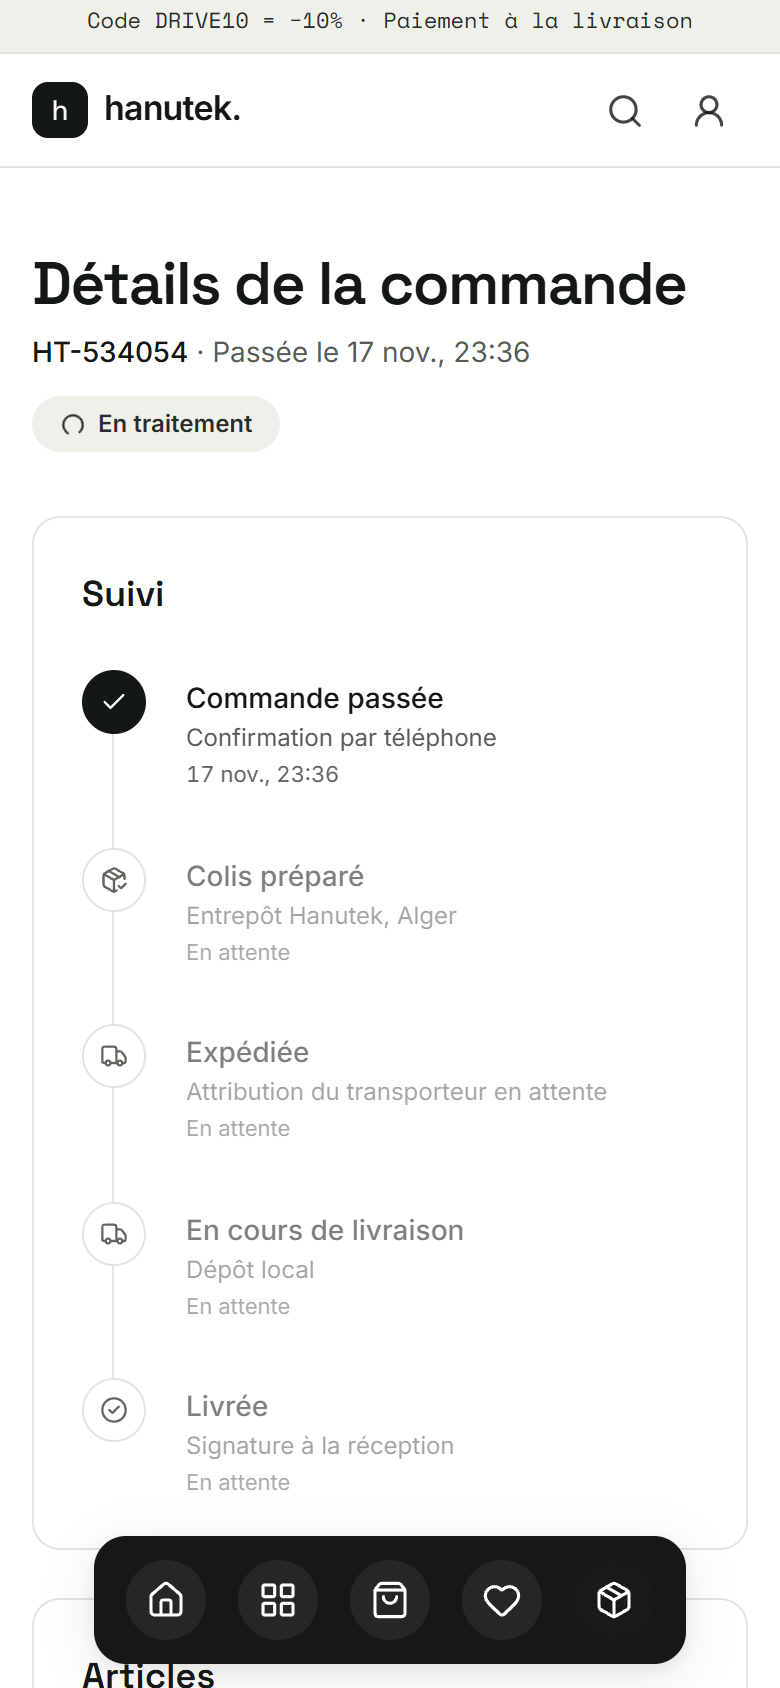 Code DRIVE10 = -10% · Paiement à la livraison
h hanutek.
Détails de la commande
HT-534054 · Passée le 17 nov., 23:36
En traitement
Suivi
Commande passée
Confirmation par téléphone
17 nov., 23:36
Colis préparé
Entrepôt Hanutek, Alger
En attente
Expédiée
Attribution du transporteur en attente
En attente
En cours de livraison
Dépôt local
En attente
Livrée
Signature à la réception
En attente
Articles